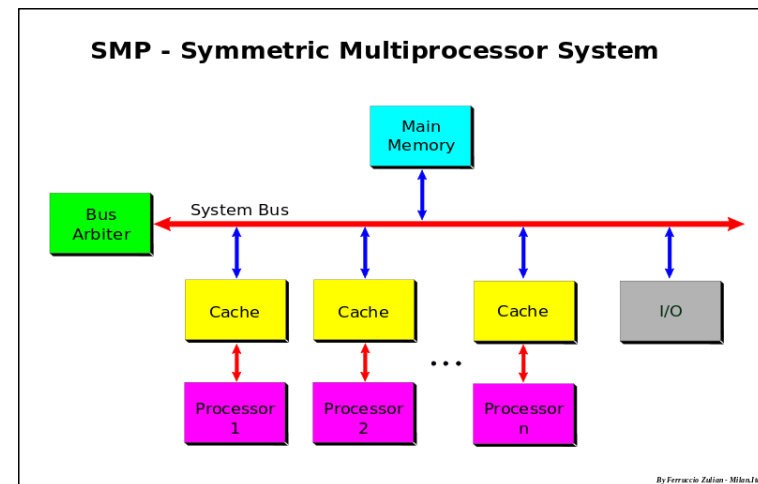 SMP - Symmetric Multiprocessor System
Main
Memory
System Bus
Bus
Arbiter
Cache
Cache
Cache
I/O
...
Processor
1
Processor
2
Processor
n
By Ferruccio Zulian - Milan.Ita